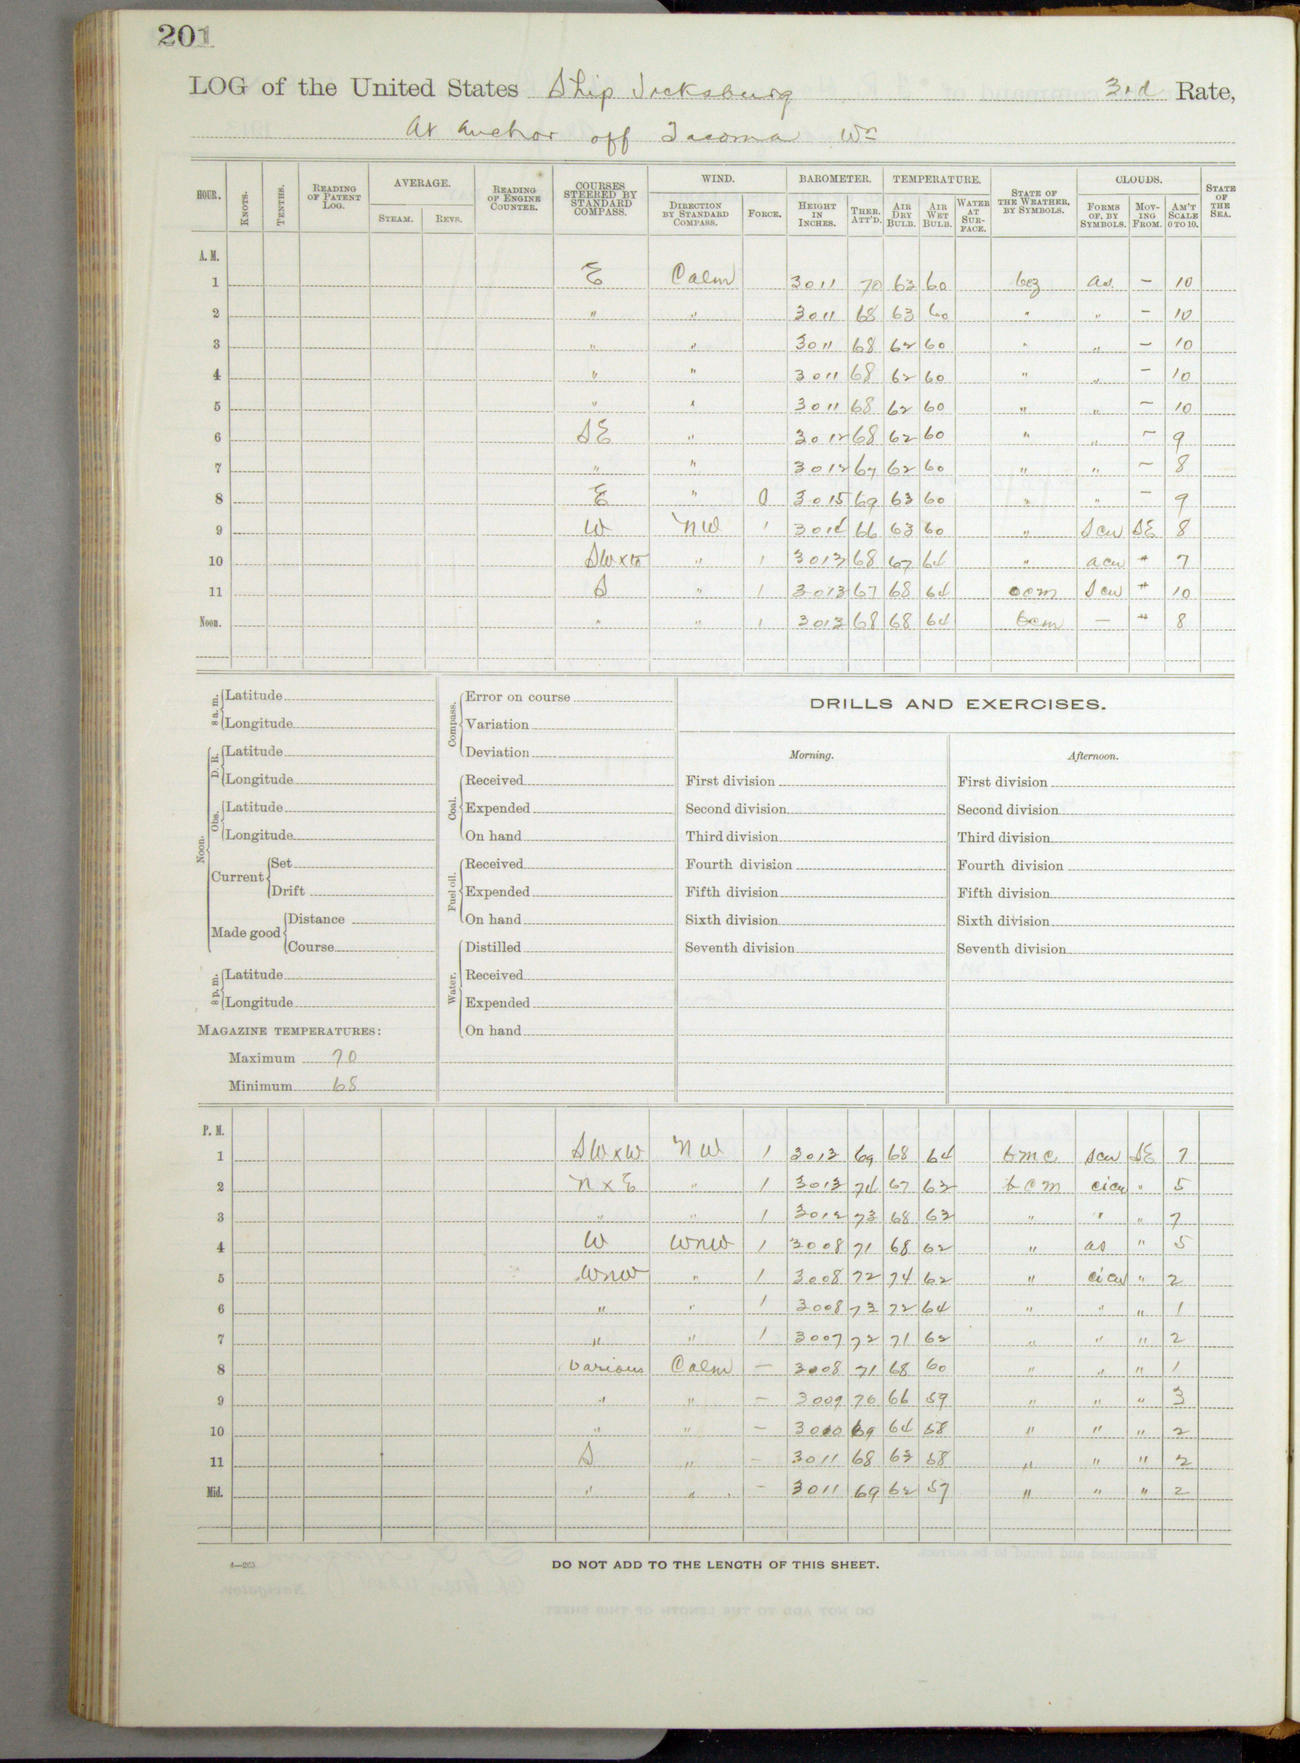 201
LOG of the United States Ship Vicksburg 3rd Rate,
At Anchor off Tacoma Wn
HOUR. KNOTS. TENTHS. READING OF PATENT LOG. AVERAGE. STEAM. REVS. READING OF ENGINE COUNTER. COURSES STEERED BY STANDARD COMPASS. WIND. DIRECTION BY STANDARD COMPASS. FORCE. BAROMETER. HEIGHT IN INCHES. THER. ATT'D. TEMPERATURE. AIR DRY BULB. AIR WET BULB. WATER AT SUR-FACE. STATE OF THE WEATHER, BY SYMBOLS. CLOUDS. FORMS OF, BY SYMBOLS. MOV-ING FROM. AM'T SCALE 0 TO 10. STATE OF THE SEA.
A. M.
1 E Calm 3011 70 63 60 bcz as. – 10
2 " " 3011 68 63 60 " " – 10
3 " " 3011 68 62 60 " " – 10
4 " " 3011 68 62 60 " " – 10
5 " " 3011 68 62 60 " " – 10
6 SE " 3012 68 62 60 " " – 9
7 " " 3012 67 62 60 " " – 8
8 E " 0 3015 69 63 60 " " – 9
9 W NW 1 3014 66 63 60 " Scu SE 8
10 " 1 3013 68 67 64 " acu " 7
11 S " 1 3013 67 68 64 ocm Scu " 10
Noon. " " 1 3013 68 68 64 bcm — " 8
8 a. m. Latitude
Longitude
Noon. D. R. Latitude
Longitude
Obs. Latitude
Longitude
Current Set
Drift
Made good Distance
Course
8 p. m. Latitude
Longitude
MAGAZINE TEMPERATURES:
Maximum 70
Minimum 68
Compass. Error on course
Variation
Deviation
Coal. Received
Expended
On hand
Fuel oil. Received
Expended
On hand
Water. Distilled
Received
Expended
On hand
DRILLS AND EXERCISES.
Morning. Afternoon.
First division First division
Second division Second division
Third division Third division
Fourth division Fourth division
Fifth division Fifth division
Sixth division Sixth division
Seventh division Seventh division
P. M.
1 SWxW NW 1 3013 69 68 64 bmc scu SE 7
2 NxE " 1 3013 74 67 63 bcm cicu " 5
3 " " 1 3012 73 68 63 " " " 7
4 W WNW 1 3008 71 68 62 " as " 5
5 WNW " 1 3008 72 74 62 " cicu " 2
6 " " 1 3008 73 72 64 " " " 1
7 " " 1 3007 72 71 62 " " " 2
8 various Calm — 3008 71 68 60 " " " 1
9 " " – 3009 70 66 59 " " " 3
10 " " – 3010 69 64 58 " " " 2
11 S " – 3011 68 63 58 " " " 2
Mid. " " – 3011 69 62 57 " " " 2
DO NOT ADD TO THE LENGTH OF THIS SHEET.